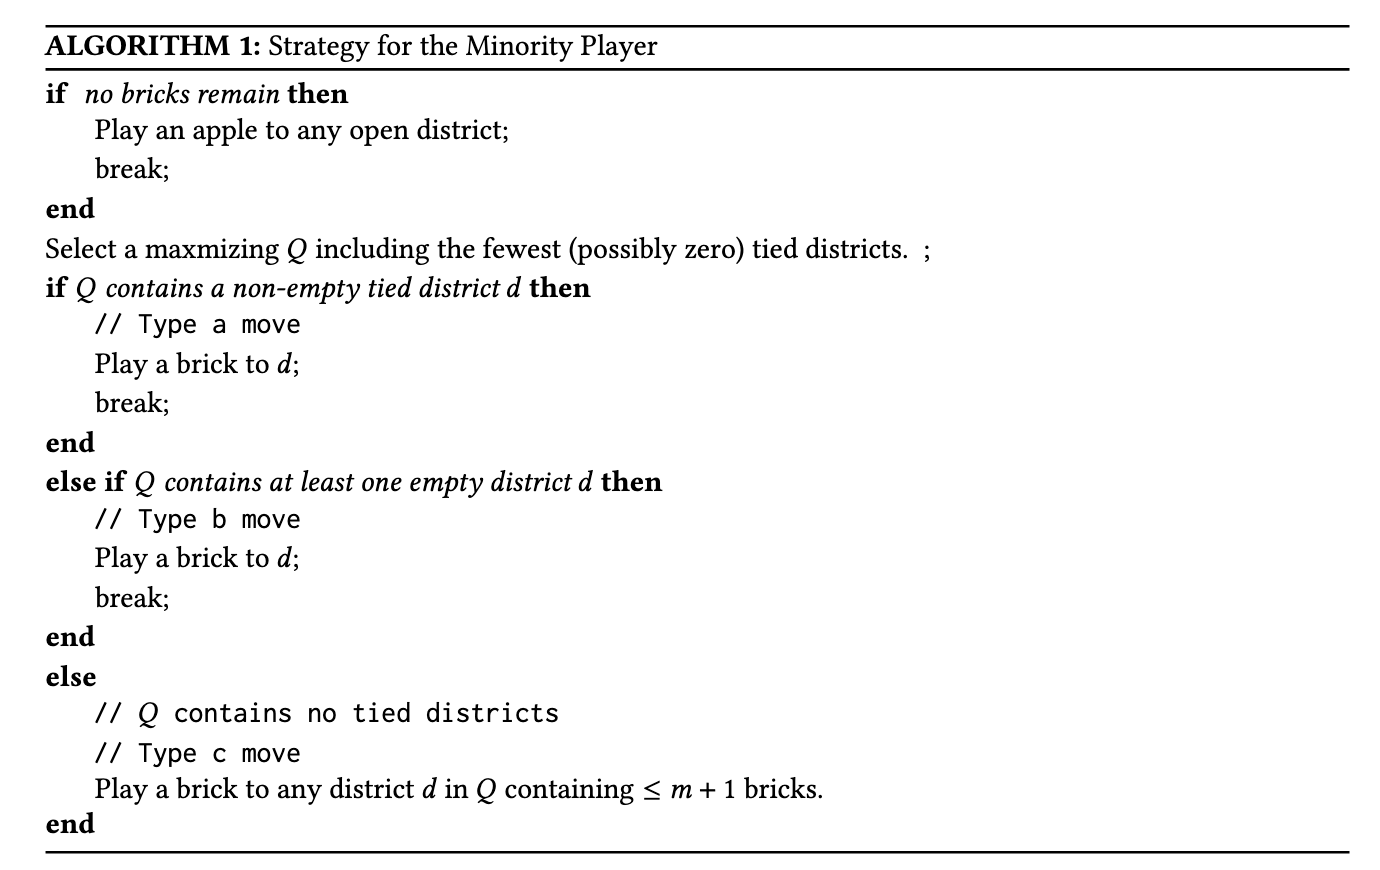 ALGORITHM 1: Strategy for the Minority Player
if no bricks remain then
Play an apple to any open district;
break;
end
Select a maxmizing Q including the fewest (possibly zero) tied districts. ;
if Q contains a non-empty tied district d then
// Type a move
Play a brick to d;
break;
end
else if Q contains at least one empty district d then
// Type b move
Play a brick to d;
break;
end
else
// Q contains no tied districts
// Type c move
Play a brick to any district d in Q containing ≤ m + 1 bricks.
end